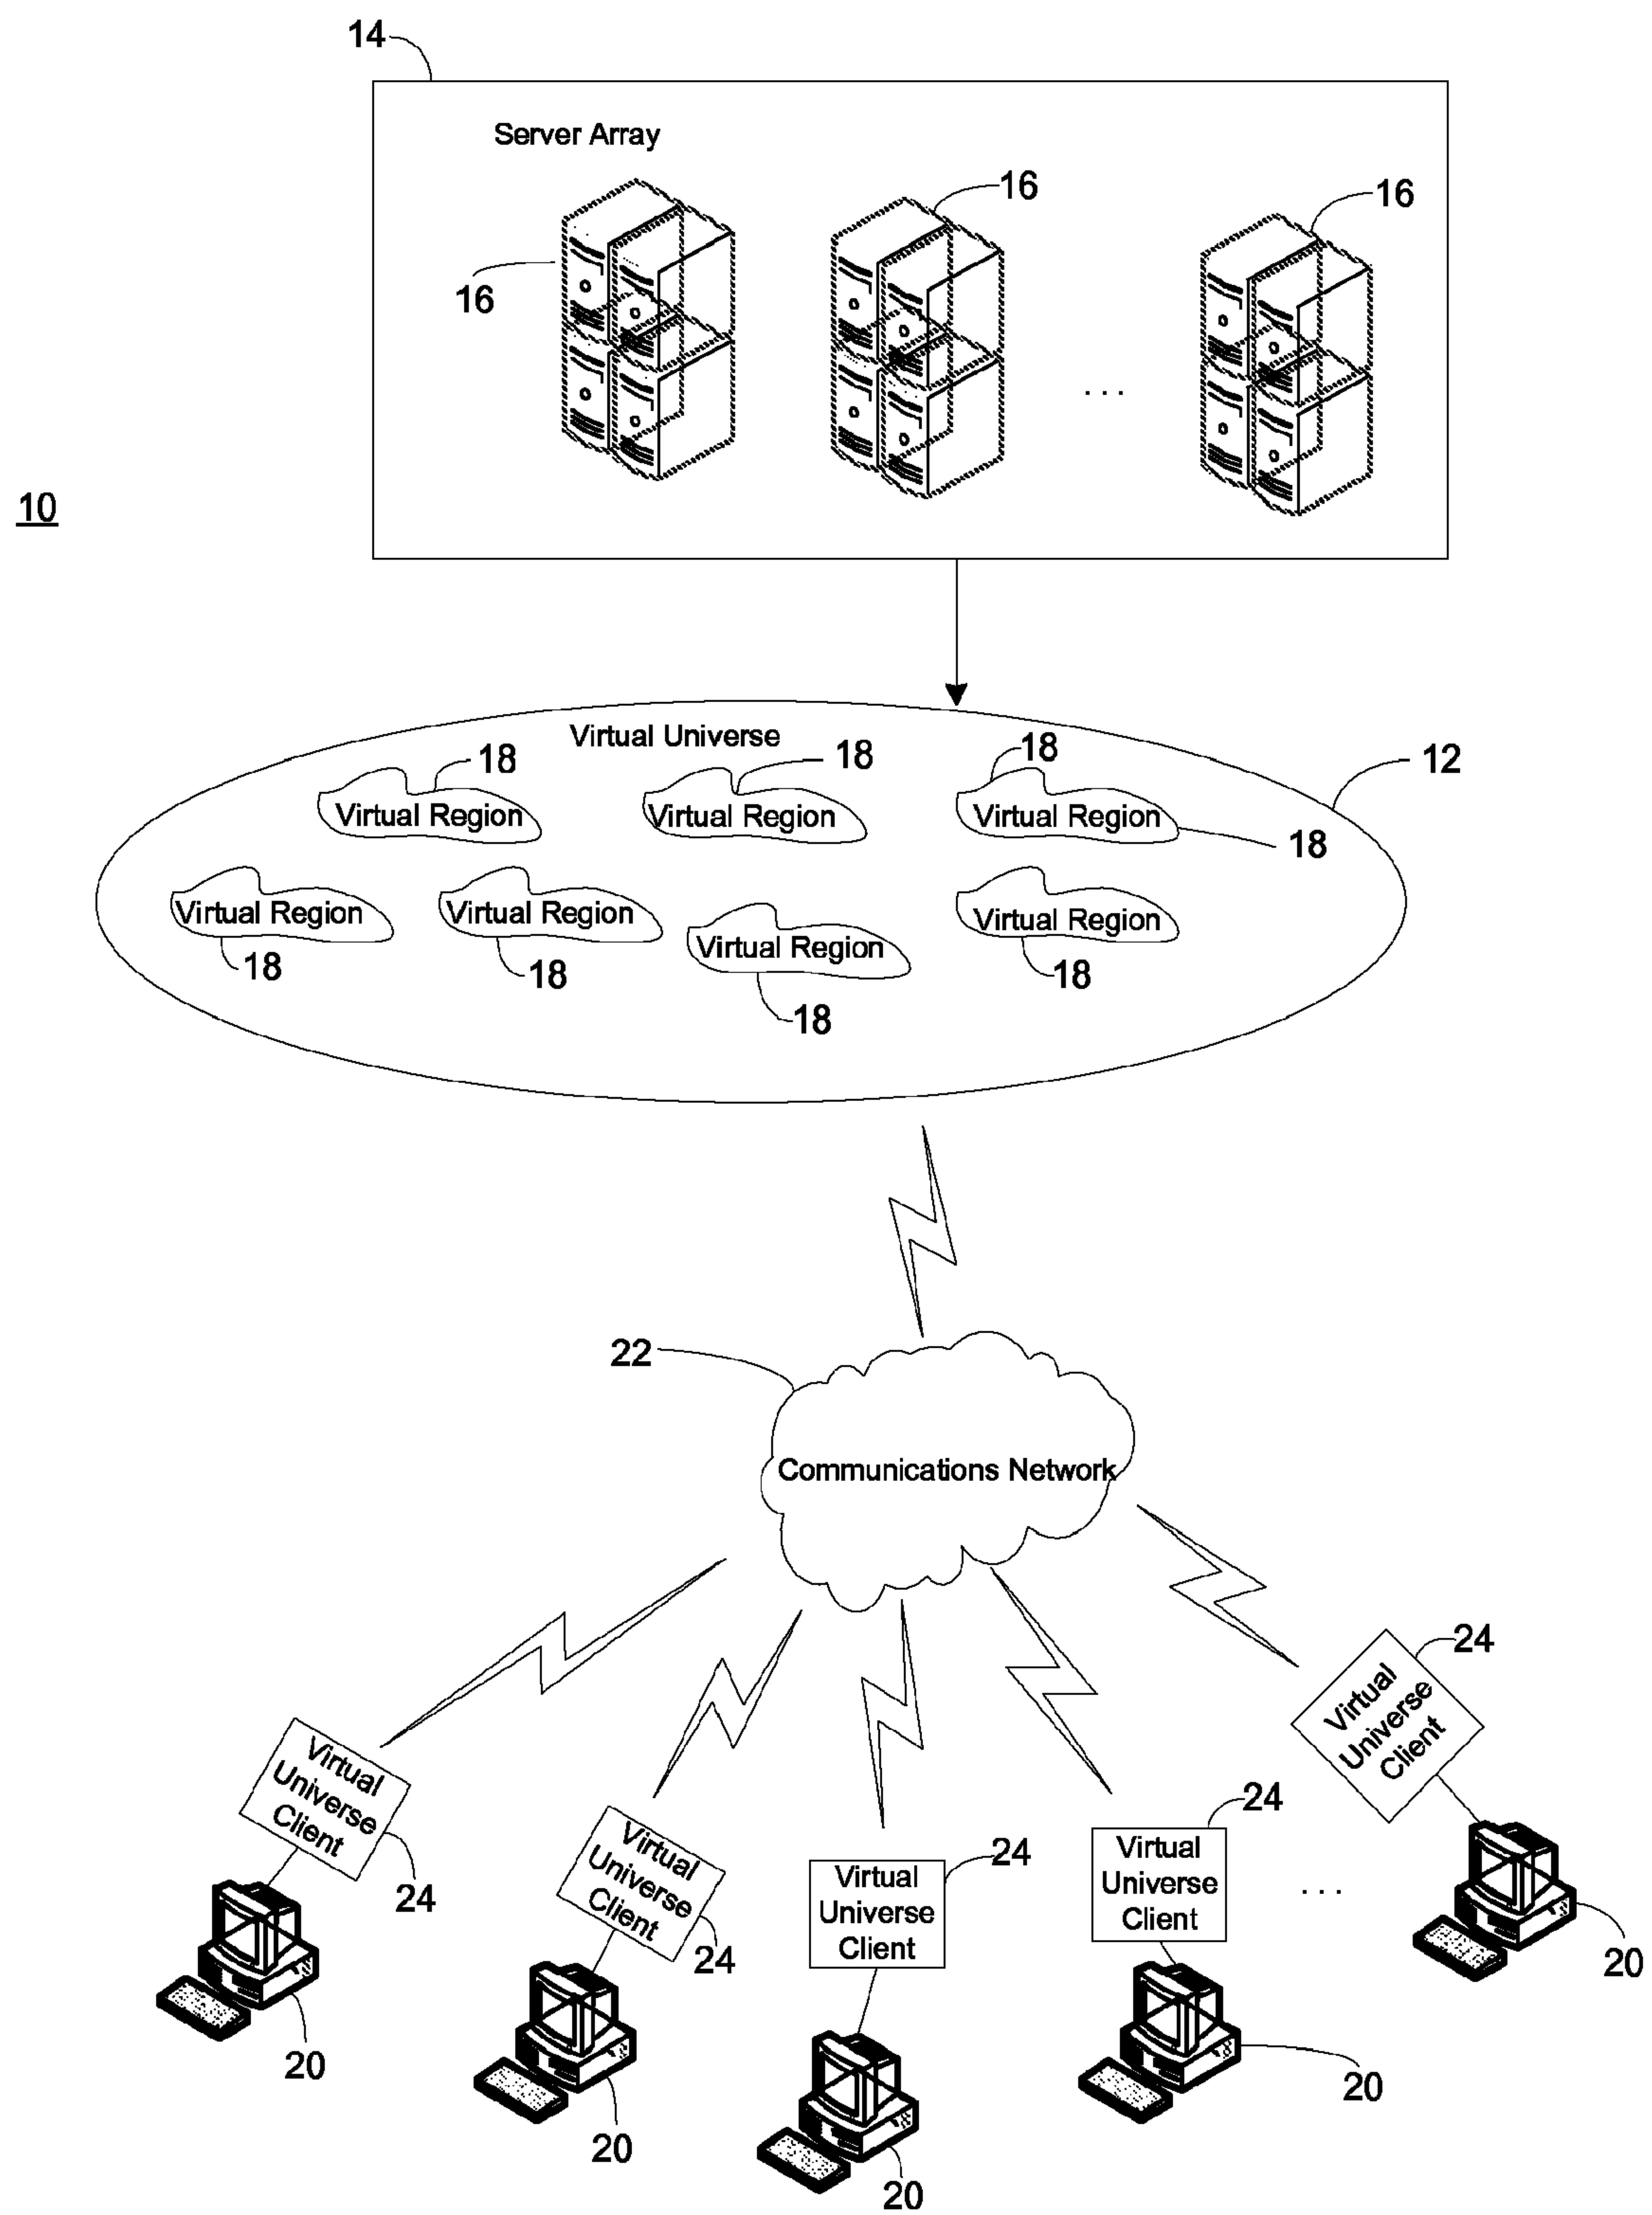 14
Server Array
16
16
16
. . .
10
Virtual Universe
12
18
18
18
Virtual Region
Virtual Region
Virtual Region
18
Virtual Region
Virtual Region
Virtual Region
Virtual Region
18
18
18
18
22
Communications Network
24
Virtual
Universe
Client
24
Virtual
Universe
Client
24
Virtual
Universe
Client
24
Virtual
Universe
Client
24
Virtual
Universe
Client
. . .
20
20
20
20
20